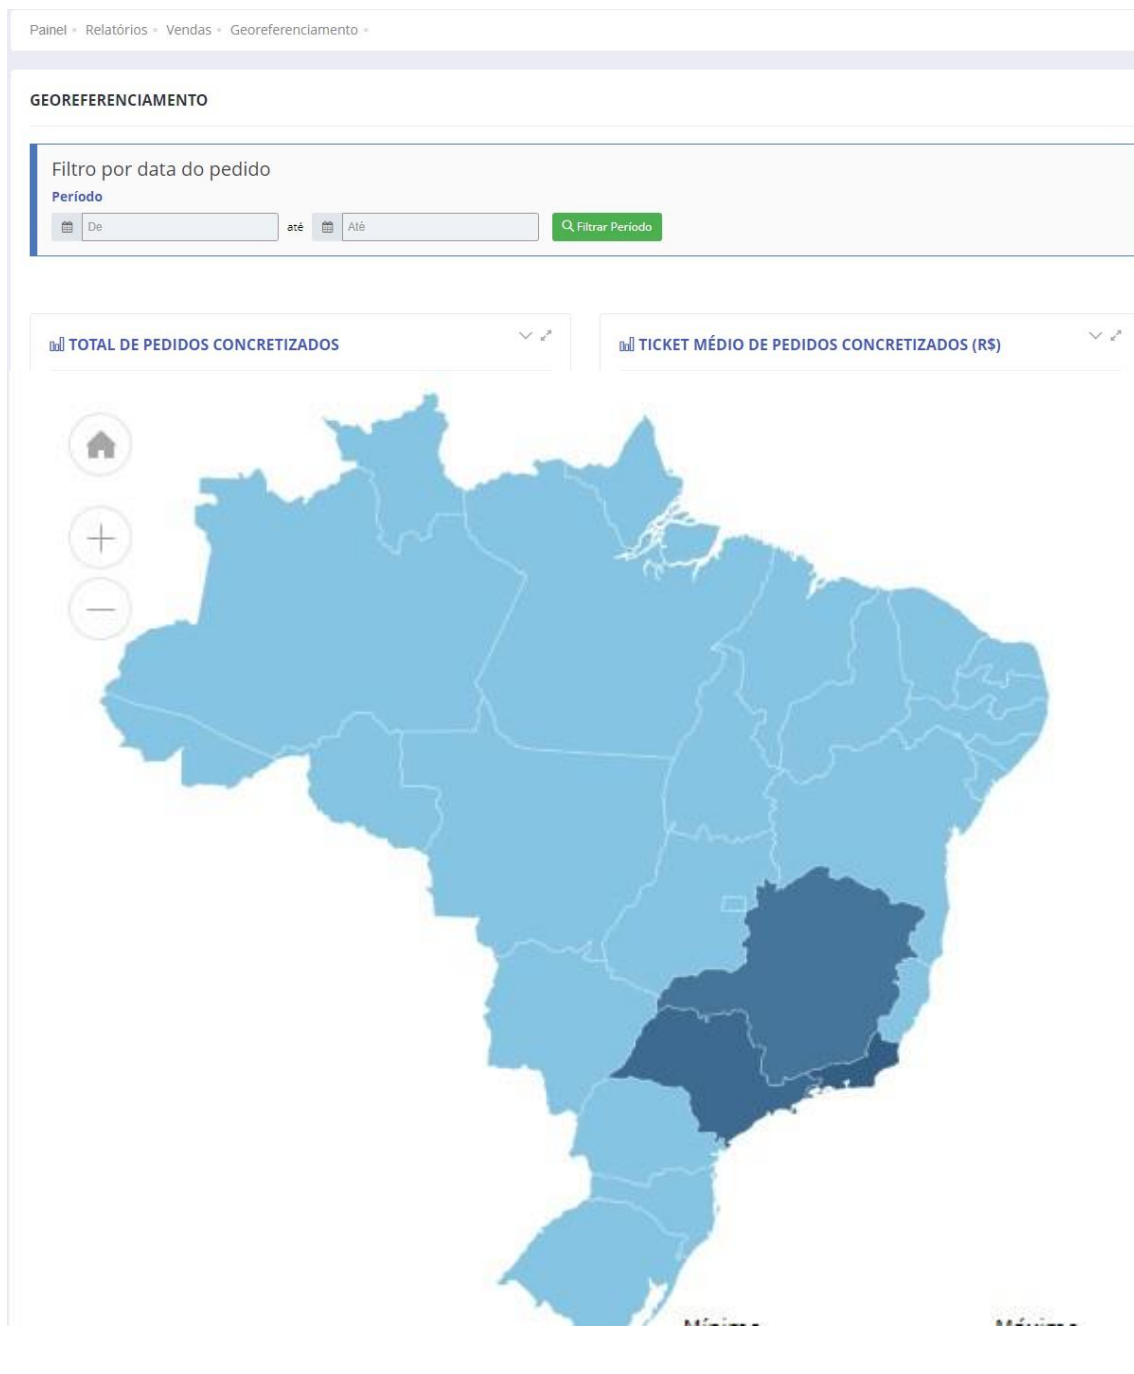 Painel • Relatórios • Vendas • Georeferenciamento •
GEOREFERENCIAMENTO
Filtro por data do pedido
Período
De até Até Filtrar Período
TOTAL DE PEDIDOS CONCRETIZADOS
TICKET MÉDIO DE PEDIDOS CONCRETIZADOS (R$)